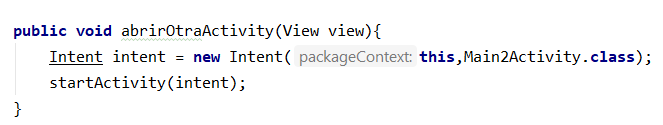 public void abrirOtraActivity(View view){
Intent intent = new Intent( packageContext: this,Main2Activity.class);
startActivity(intent);
}